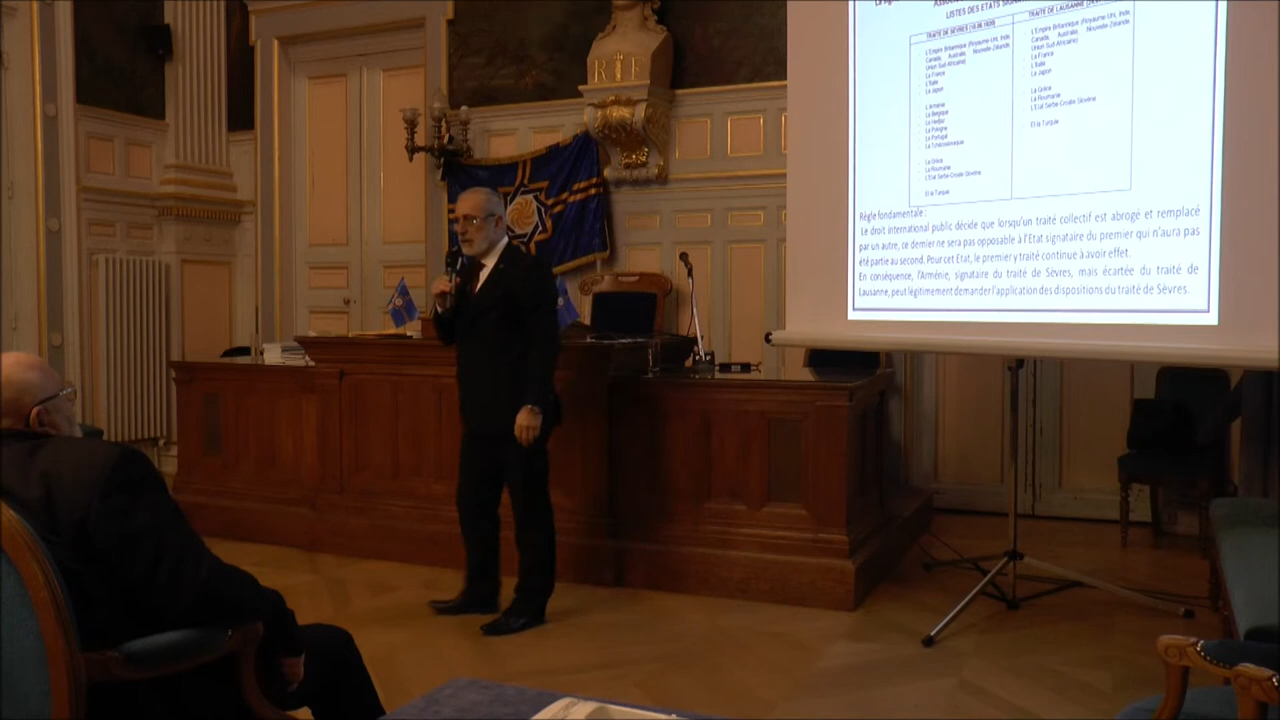 LISTES DES ETATS SIGN
TRAITÉ DE SÈVRES (10.08.1920)
TRAITÉ DE LAUSANNE
L'Empire Britannique (Royaume-Uni, Inde,
Canada, Australie, Nouvelle-Zélande,
Union Sud-Africaine)
La France
L'Italie
Le Japon
L'Arménie
La Belgique
Le Hedjaz
La Pologne
Le Portugal
La Tchécoslovaquie
La Grèce
La Roumanie
L'Etat Serbe-Croate-Slovène
Et la Turquie
L'Empire Britannique (Royaume-Uni, Inde,
Canada, Australie, Nouvelle-Zélande,
Union Sud-Africaine)
La France
L'Italie
Le Japon
La Grèce
La Roumanie
L'Etat Serbe-Croate-Slovène
Et la Turquie
Règle fondamentale :
Le droit international public décide que lorsqu'un traité collectif est abrogé et remplacé
par un autre, ce dernier ne sera pas opposable à l'Etat signataire du premier qui n'aura pas
été partie au second. Pour cet Etat, le premier y traité continue à avoir effet.
En conséquence, l'Arménie, signataire du traité de Sèvres, mais écartée du traité de
Lausanne, peut légitimement demander l'application des dispositions du traité de Sèvres.
R F